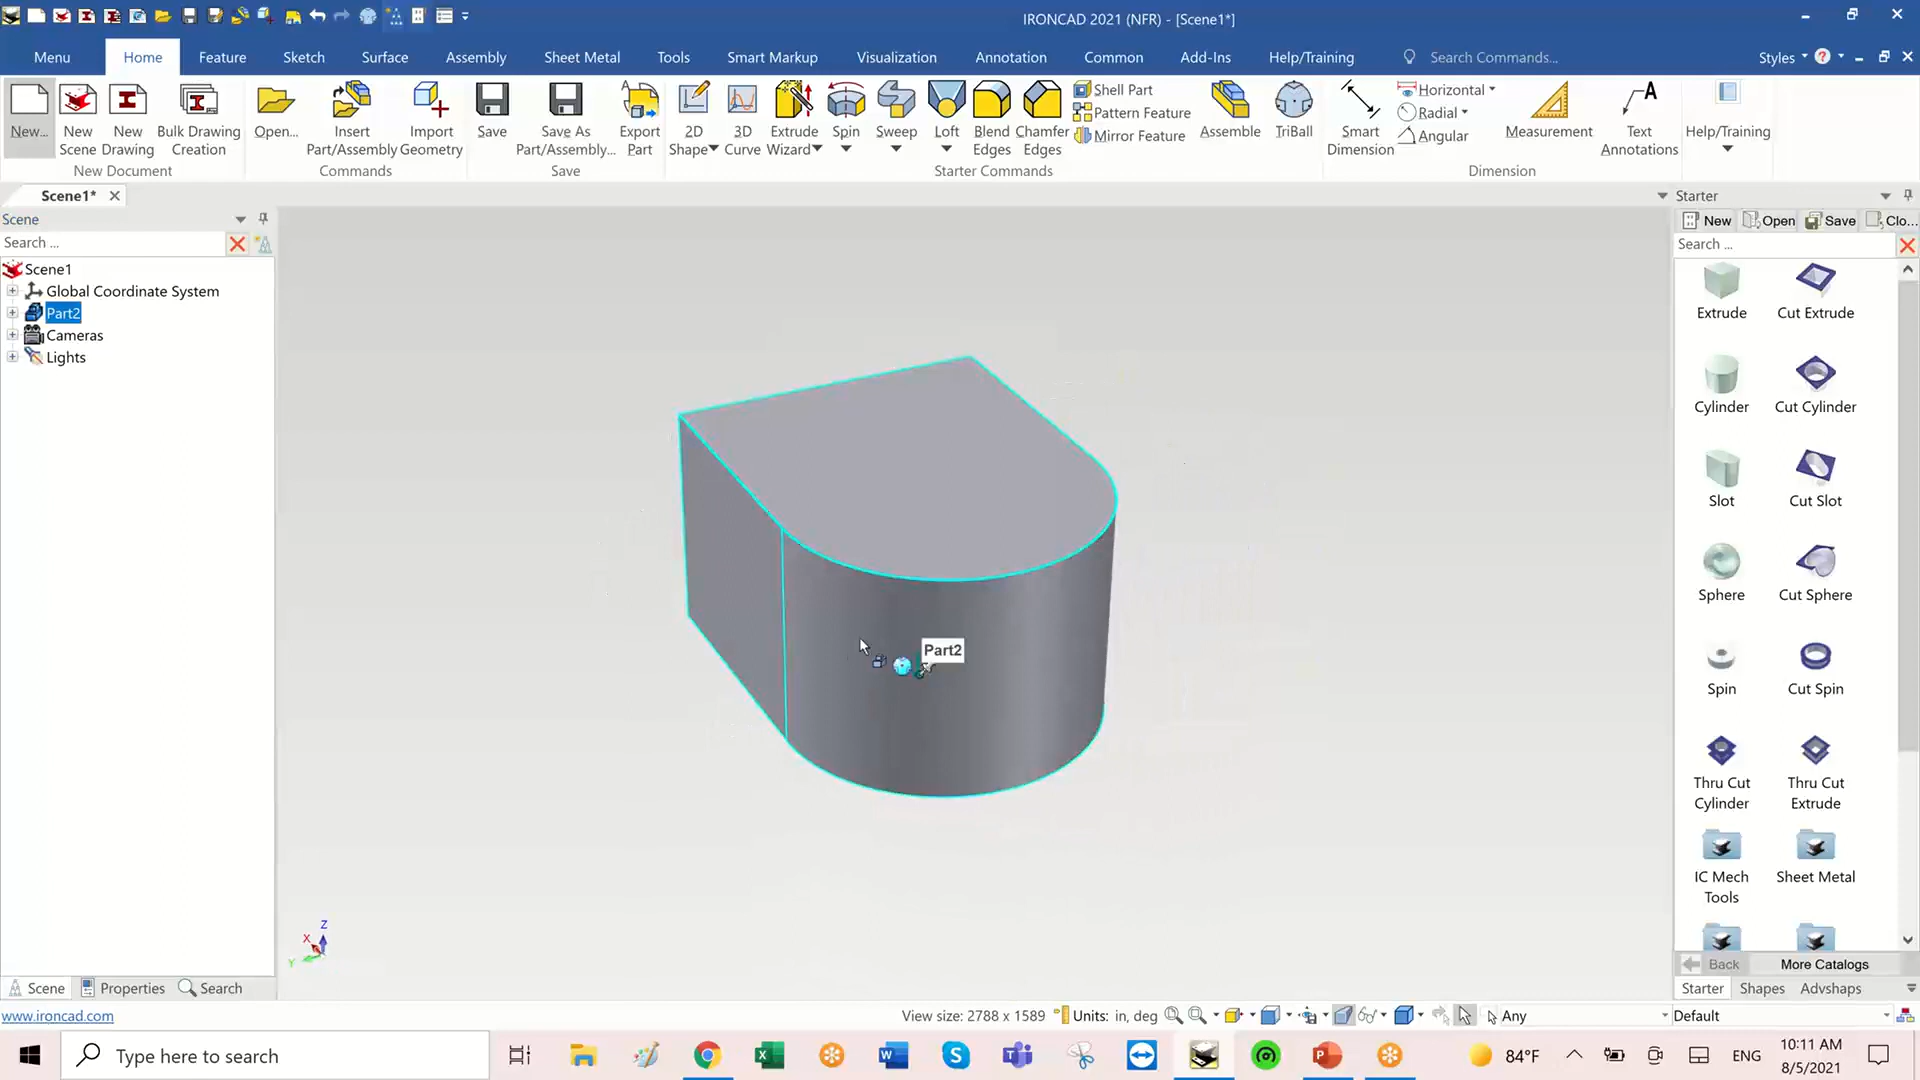 IRONCAD 2021 (NFR) - [Scene1*]
Menu Home Feature Sketch Surface Assembly Sheet Metal Tools Smart Markup Visualization Annotation Common Add-Ins Help/Training Search Commands... Styles
New... New Scene New Drawing Bulk Drawing Creation
New Document
Open... Insert Part/Assembly Import Geometry
Commands
Save Save As Part/Assembly... Export Part
Save
2D Shape 3D Curve Extrude Wizard Spin Sweep Loft Blend Edges Chamfer Edges
Shell Part
Pattern Feature
Mirror Feature
Assemble TriBall
Starter Commands
Smart Dimension
Horizontal
Radial
Angular
Measurement Text Annotations
Dimension
Help/Training
Scene1*
Scene
Search ...
Scene1
Global Coordinate System
Part2
Cameras
Lights
Part2
Z
X
Y
Starter
New Open Save Clo...
Search ...
Extrude Cut Extrude
Cylinder Cut Cylinder
Slot Cut Slot
Sphere Cut Sphere
Spin Cut Spin
Thru Cut Cylinder Thru Cut Extrude
IC Mech Tools Sheet Metal
Back More Catalogs
Starter Shapes Advshaps
Scene Properties Search
www.ironcad.com
View size: 2788 x 1589 Units: in, deg Any Default
Type here to search
84°F ENG
10:11 AM
8/5/2021